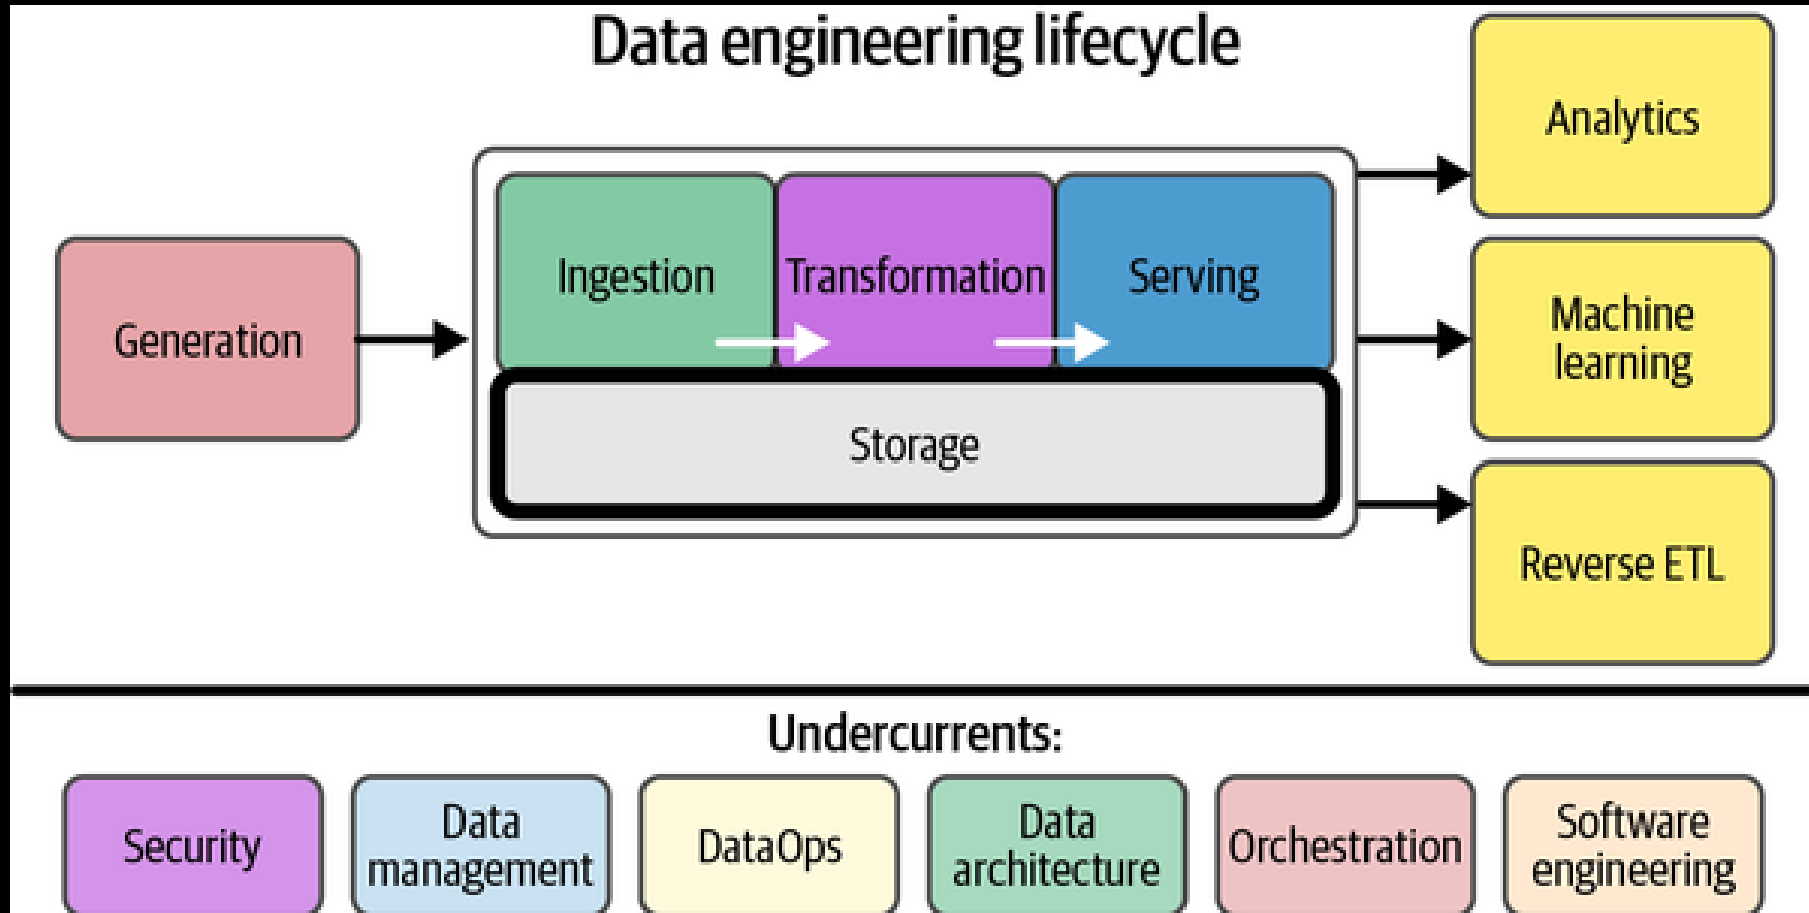 Data engineering lifecycle
Generation
Ingestion
Transformation
Serving
Storage
Analytics
Machine
learning
Reverse ETL
Undercurrents:
Security
Data
management
DataOps
Data
architecture
Orchestration
Software
engineering